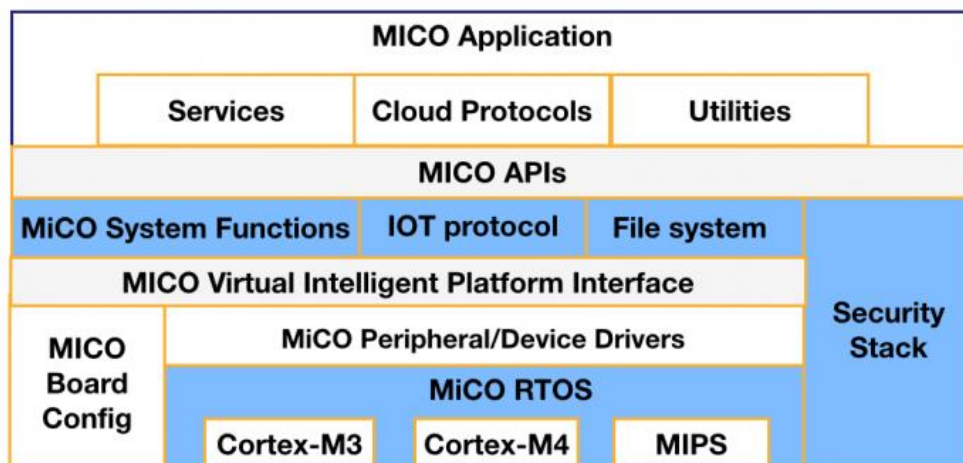 MICO Application
Services Cloud Protocols Utilities
MICO APIs
MiCO System Functions IOT protocol File system
MICO Virtual Intelligent Platform Interface
Security
Stack
MICO
Board
Config
MiCO Peripheral/Device Drivers
MiCO RTOS
Cortex-M3 Cortex-M4 MIPS